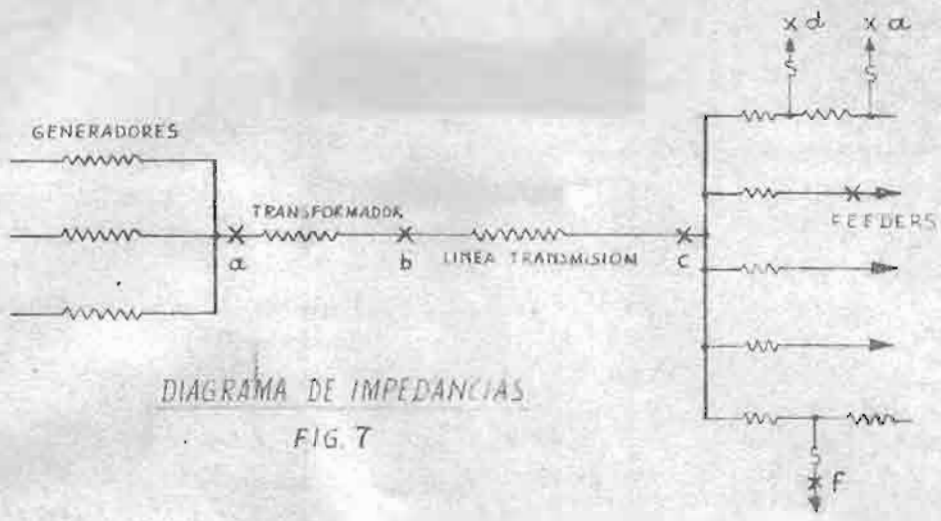 x d
x a
S
S
GENERADORES
TRANSFORMADOR
FEEDERS
a
b
LINEA TRANSMISION
c
DIAGRAMA DE IMPEDANCIAS
FIG. 7
S
x f